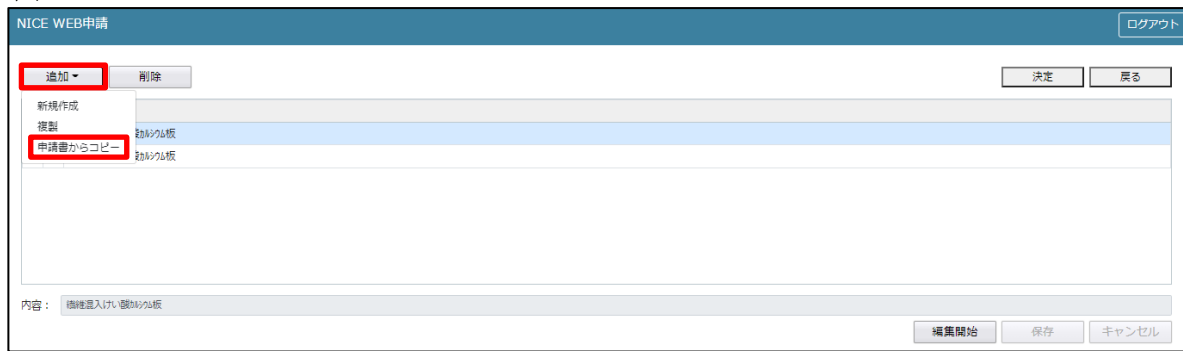 NICE WEB申請
ログアウト
追加 削除 決定 戻る
新規作成
複製
酸ｶﾙｼｳﾑ板
申請書からコピー
酸ｶﾙｼｳﾑ板
内容： 繊維混入けい酸ｶﾙｼｳﾑ板
編集開始 保存 キャンセル